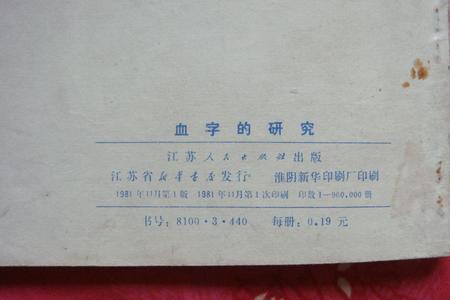 血字的研究
江苏人民出版社出版
江苏省新华书店发行 淮阴新华印刷厂印刷
1981年11月第1版 1981年11月第1次印刷 印数1—960,000册
书号：8100·3·440 每册：0.19元